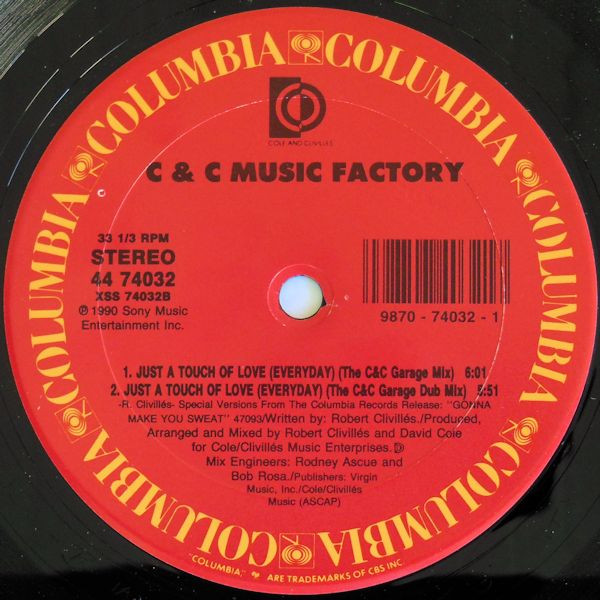 COLUMBIA COLUMBIA COLUMBIA COLUMBIA COLUMBIA COLUMBIA COLUMBIA COLUMBIA
COLE AND CLIVILLÉS
C & C MUSIC FACTORY
33 1/3 RPM
STEREO
44 74032
XSS 74032B
℗ 1990 Sony Music
Entertainment Inc.
9870 - 74032 - 1
1. JUST A TOUCH OF LOVE (EVERYDAY) (The C&C Garage Mix) 6:01
2. JUST A TOUCH OF LOVE (EVERYDAY) (The C&C Garage Dub Mix) 5:51
-R. Clivillés- Special Versions From The Columbia Records Release: "GONNA
MAKE YOU SWEAT" 47093/Written by: Robert Clivillés./Produced,
Arranged and Mixed by Robert Clivillés and David Cole
for Cole/Clivillés Music Enterprises.
Mix Engineers: Rodney Ascue and
Bob Rosa./Publishers: Virgin
Music, Inc./Cole/Clivillés
Music (ASCAP)
"COLUMBIA," ARE TRADEMARKS OF CBS INC.